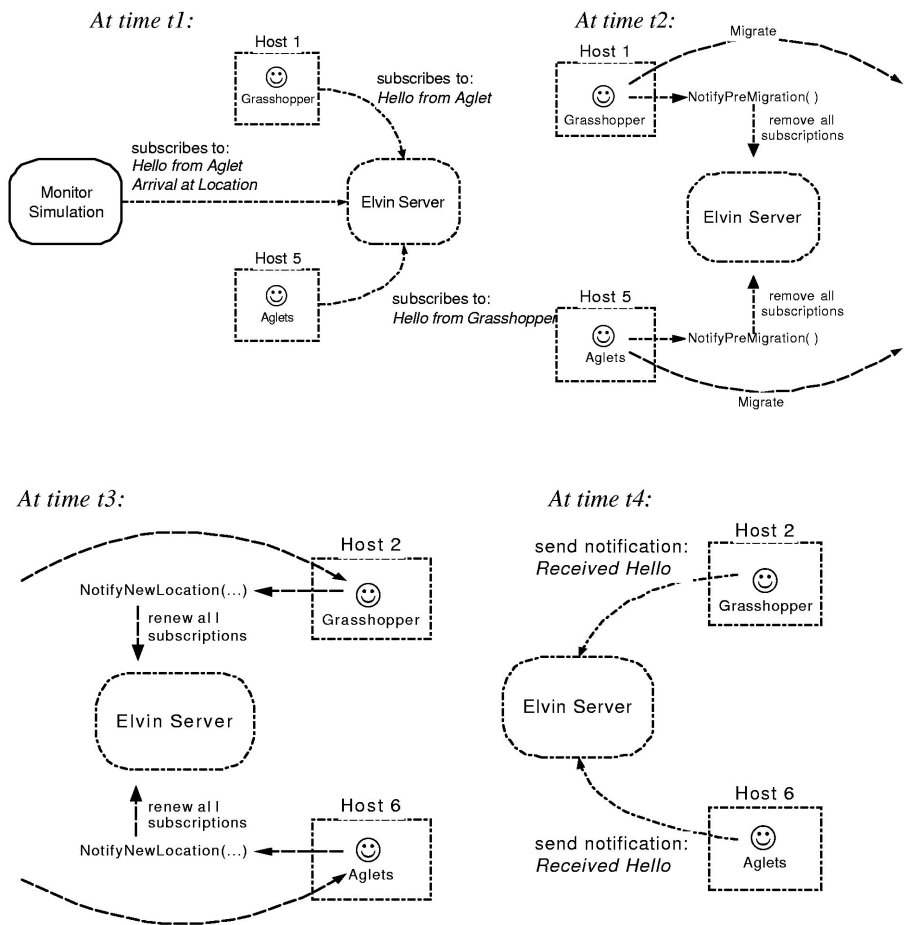 At time t1:
Host 1
Grasshopper
subscribes to:
Hello from Aglet
subscribes to:
Hello from Aglet
Arrival at Location
Monitor
Simulation
Elvin Server
Host 5
Aglets
subscribes to:
Hello from Grasshopper
At time t2:
Migrate
Host 1
Grasshopper
NotifyPreMigration( )
remove all
subscriptions
Elvin Server
Host 5
remove all
subscriptions
Aglets
NotifyPreMigration( )
Migrate
At time t3:
Host 2
NotifyNewLocation(...)
Grasshopper
renew al l
subscriptions
Elvin Server
renew al l
subscriptions
Host 6
NotifyNewLocation(...)
Aglets
At time t4:
Host 2
send notification:
Received Hello
Grasshopper
Elvin Server
Host 6
send notification:
Received Hello
Aglets